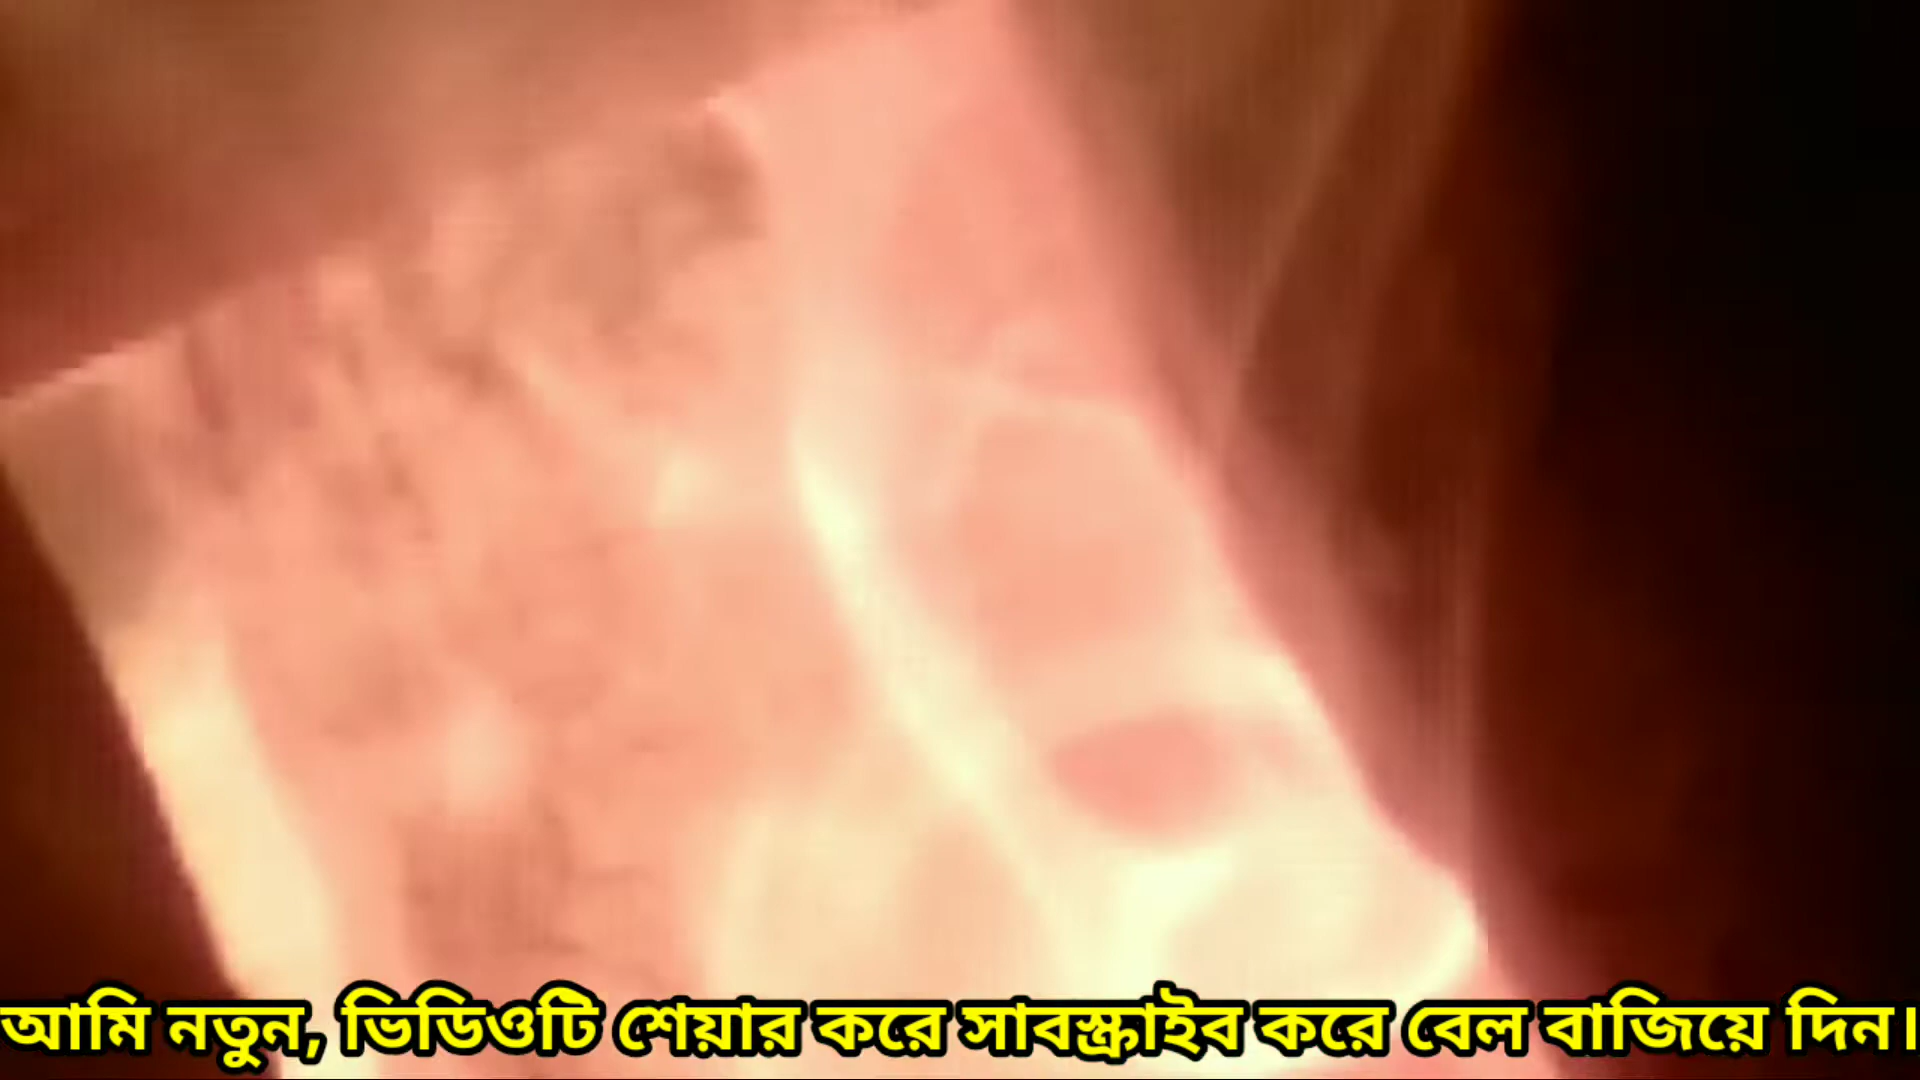 আমি নতুন, ভিডিওটি শেয়ার করে সাবস্ক্রাইব করে বেল বাজিয়ে দিন।